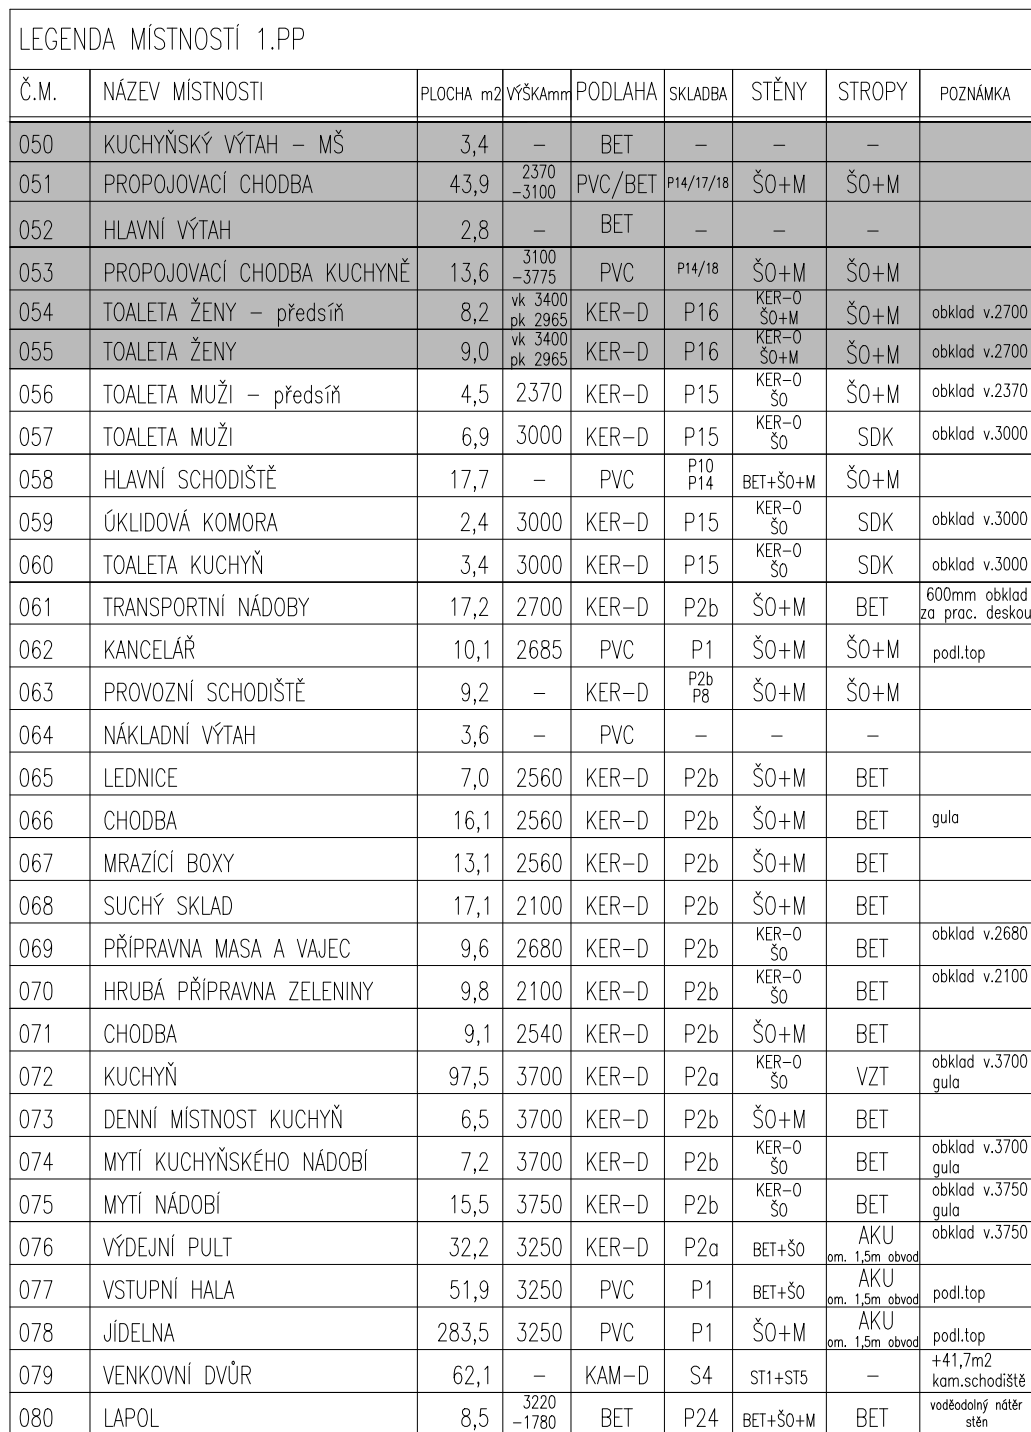 LEGENDA MÍSTNOSTÍ 1.PP
Č.M. NÁZEV MÍSTNOSTI PLOCHA m2 VÝŠKAmm PODLAHA SKLADBA STĚNY STROPY POZNÁMKA
050 KUCHYŇSKÝ VÝTAH – MŠ 3,4 – BET – – –
051 PROPOJOVACÍ CHODBA 43,9 2370 –3100 PVC/BET P14/17/18 ŠO+M ŠO+M
052 HLAVNÍ VÝTAH 2,8 – BET – – –
053 PROPOJOVACÍ CHODBA KUCHYNĚ 13,6 3100 –3775 PVC P14/18 ŠO+M ŠO+M
054 TOALETA ŽENY – předsíň 8,2 vk 3400 pk 2965 KER–D P16 KER–O ŠO+M ŠO+M obklad v.2700
055 TOALETA ŽENY 9,0 vk 3400 pk 2965 KER–D P16 KER–O ŠO+M ŠO+M obklad v.2700
056 TOALETA MUŽI – předsíň 4,5 2370 KER–D P15 KER–O ŠO ŠO+M obklad v.2370
057 TOALETA MUŽI 6,9 3000 KER–D P15 KER–O ŠO SDK obklad v.3000
058 HLAVNÍ SCHODIŠTĚ 17,7 – PVC P10 P14 BET+ŠO+M ŠO+M
059 ÚKLIDOVÁ KOMORA 2,4 3000 KER–D P15 KER–O ŠO SDK obklad v.3000
060 TOALETA KUCHYŇ 3,4 3000 KER–D P15 KER–O ŠO SDK obklad v.3000
061 TRANSPORTNÍ NÁDOBY 17,2 2700 KER–D P2b ŠO+M BET 600mm obklad za prac. deskou
062 KANCELÁŘ 10,1 2685 PVC P1 ŠO+M ŠO+M podl.top
063 PROVOZNÍ SCHODIŠTĚ 9,2 – KER–D P2b P8 ŠO+M ŠO+M
064 NÁKLADNÍ VÝTAH 3,6 – PVC – – –
065 LEDNICE 7,0 2560 KER–D P2b ŠO+M BET
066 CHODBA 16,1 2560 KER–D P2b ŠO+M BET gula
067 MRAZÍCÍ BOXY 13,1 2560 KER–D P2b ŠO+M BET
068 SUCHÝ SKLAD 17,1 2100 KER–D P2b ŠO+M BET
069 PŘÍPRAVNA MASA A VAJEC 9,6 2680 KER–D P2b KER–O ŠO BET obklad v.2680
070 HRUBÁ PŘÍPRAVNA ZELENINY 9,8 2100 KER–D P2b KER–O ŠO BET obklad v.2100
071 CHODBA 9,1 2540 KER–D P2b ŠO+M BET
072 KUCHYŇ 97,5 3700 KER–D P2a KER–O ŠO VZT obklad v.3700 gula
073 DENNÍ MÍSTNOST KUCHYŇ 6,5 3700 KER–D P2b ŠO+M BET
074 MYTÍ KUCHYŇSKÉHO NÁDOBÍ 7,2 3700 KER–D P2b KER–O ŠO BET obklad v.3700 gula
075 MYTÍ NÁDOBÍ 15,5 3750 KER–D P2b KER–O ŠO BET obklad v.3750 gula
076 VÝDEJNÍ PULT 32,2 3250 KER–D P2a BET+ŠO AKU om. 1,5m obvod obklad v.3750
077 VSTUPNÍ HALA 51,9 3250 PVC P1 BET+ŠO AKU om. 1,5m obvod podl.top
078 JÍDELNA 283,5 3250 PVC P1 ŠO+M AKU om. 1,5m obvod podl.top
079 VENKOVNÍ DVŮR 62,1 – KAM–D S4 ST1+ST5 – +41,7m2 kam.schodiště
080 LAPOL 8,5 3220 –1780 BET P24 BET+ŠO+M BET voděodolný nátěr stěn